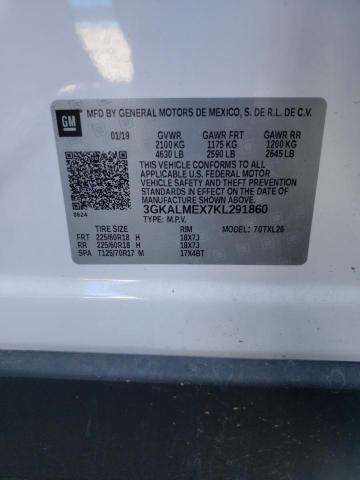 GM
MFD BY GENERAL MOTORS DE MEXICO, S. DE R.L. DE C.V.
01/19 GVWR GAWR FRT GAWR RR
2100 KG 1175 KG 1200 KG
4630 LB 2590 LB 2645 LB
THIS VEHICLE CONFORMS TO ALL
APPLICABLE U.S. FEDERAL MOTOR
VEHICLE SAFETY, BUMPER, AND THEFT
PREVENTION STANDARDS IN EFFECT ON
THE DATE OF MANUFACTURE SHOWN ABOVE.
0624
3GKALMEX7KL291860
TYPE: M.P.V.
TIRE SIZE RIM MODEL: 70TXL26
FRT 225/60R18 H 18X7J
RR 225/60R18 H 18X7J
SPA T125/70R17 M 17X4BT